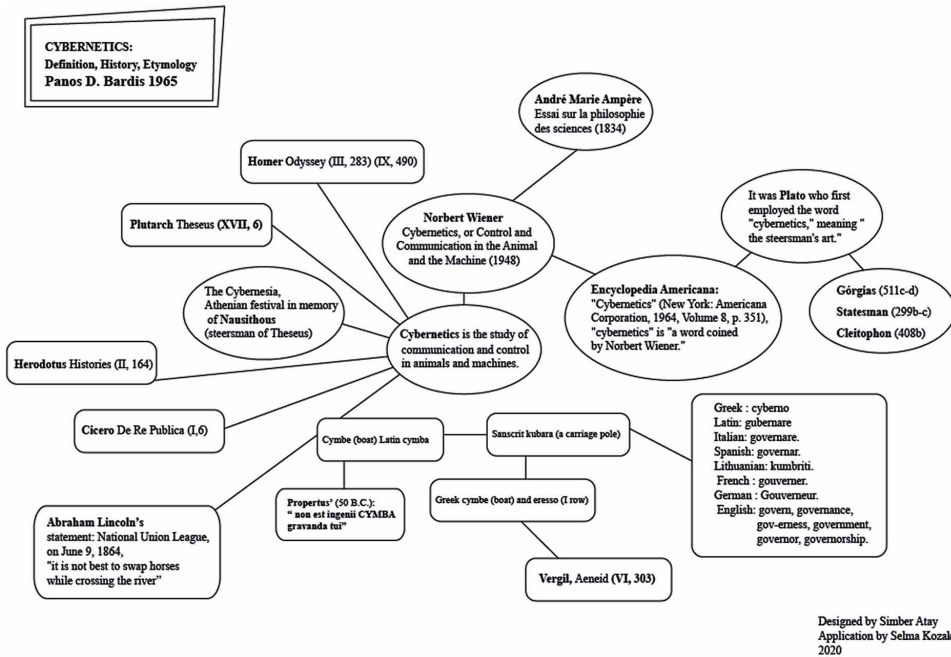 CYBERNETICS:
Definition, History, Etymology
Panos D. Bardis 1965
André Marie Ampère
Essai sur la philosophie
des sciences (1834)
Homer Odyssey (III, 283) (IX, 490)
Plutarch Theseus (XVII, 6)
Norbert Wiener
Cybernetics, or Control and
Communication in the Animal
and the Machine (1948)
It was Plato who first
employed the word
"cybernetics," meaning "
the steersman's art."
The Cybernesia,
Athenian festival in memory
of Nausithous
(steersman of Theseus)
Encyclopedia Americana:
"Cybernetics" (New York: Americana
Corporation, 1964, Volume 8, p. 351),
"cybernetics" is "a word coined
by Norbert Wiener."
Górgias (511c-d)
Statesman (299b-c)
Cleitophon (408b)
Cybernetics is the study of
communication and control
in animals and machines.
Herodotus Histories (II, 164)
Cicero De Re Publica (I,6)
Cymbe (boat) Latin cymba
Sanscrit kubara (a carriage pole)
Greek : cyberno
Latin: gubernare
Italian: governare.
Spanish: governar.
Lithuanian: kumbriti.
French : gouverner.
German : Gouverneur.
English: govern, governance,
gov-erness, government,
governor, governorship.
Propertus' (50 B.C.):
“ non est ingenii CYMBA
gravanda tui”
Greek cymbe (boat) and eresso (I row)
Abraham Lincoln's
statement: National Union League,
on June 9, 1864,
"it is not best to swap horses
while crossing the river”
Vergil, Aeneid (VI, 303)
Designed by Simber Atay
Application by Selma Kozak
2020